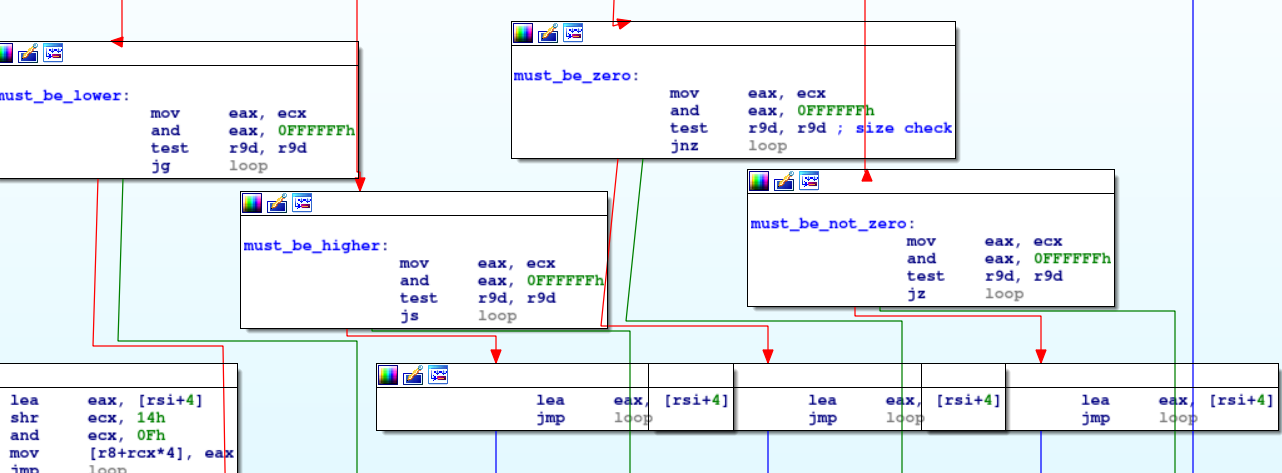 must_be_lower:
mov eax, ecx
and eax, 0FFFFFFh
test r9d, r9d
jg loop
must_be_zero:
mov eax, ecx
and eax, 0FFFFFFh
test r9d, r9d ; size check
jnz loop
must_be_higher:
mov eax, ecx
and eax, 0FFFFFFh
test r9d, r9d
js loop
must_be_not_zero:
mov eax, ecx
and eax, 0FFFFFFh
test r9d, r9d
jz loop
lea eax, [rsi+4]
shr ecx, 14h
and ecx, 0Fh
mov [r8+rcx*4], eax
jmp loop
lea eax, [rsi+4]
jmp loop
lea eax, [rsi+4]
jmp loop
lea eax, [rsi+4]
jmp loop